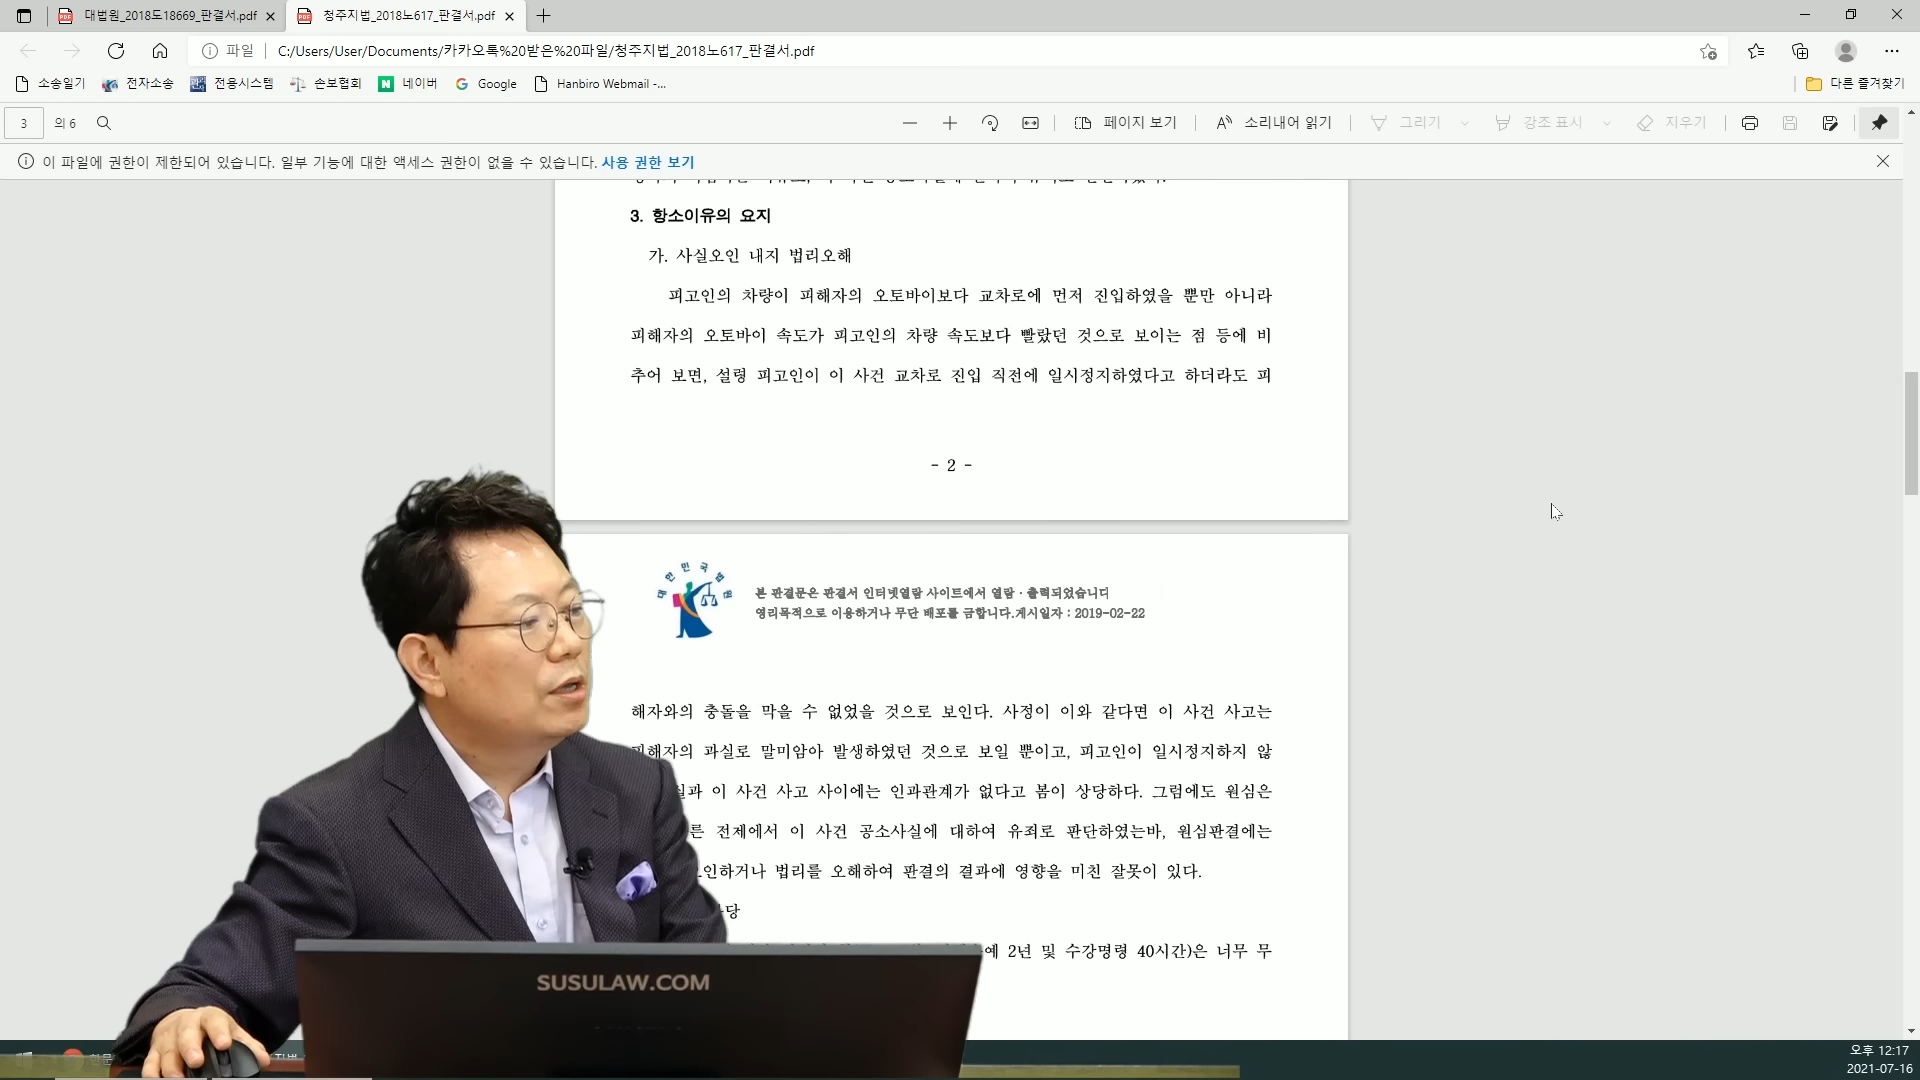 대법원_2018도18669_판결서.pdf
청주지법_2018노617_판결서.pdf
파일
C:/Users/User/Documents/카카오톡%20받은%20파일/청주지법_2018노617_판결서.pdf
소송일기
전자소송
전용시스템
손보협회
네이버
Google
Hanbiro Webmail -...
다른 즐겨찾기
3 의 6
페이지 보기
소리내어 읽기
그리기
강조 표시
지우기
이 파일에 권한이 제한되어 있습니다. 일부 기능에 대한 액세스 권한이 없을 수 있습니다. 사용 권한 보기
3. 항소이유의 요지
가. 사실오인 내지 법리오해
피고인의 차량이 피해자의 오토바이보다 교차로에 먼저 진입하였을 뿐만 아니라
피해자의 오토바이 속도가 피고인의 차량 속도보다 빨랐던 것으로 보이는 점 등에 비
추어 보면, 설령 피고인이 이 사건 교차로 진입 직전에 일시정지하였다고 하더라도 피
- 2 -
대한민국법원
본 판결문은 판결서 인터넷열람 사이트에서 열람 · 출력되었습니다
영리목적으로 이용하거나 무단 배포를 금합니다.게시일자 : 2019-02-22
해자와의 충돌을 막을 수 없었을 것으로 보인다. 사정이 이와 같다면 이 사건 사고는
피해자의 과실로 말미암아 발생하였던 것으로 보일 뿐이고, 피고인이 일시정지하지 않
과 이 사건 사고 사이에는 인과관계가 없다고 봄이 상당하다. 그럼에도 원심은
른 전제에서 이 사건 공소사실에 대하여 유죄로 판단하였는바, 원심판결에는
인하거나 법리를 오해하여 판결의 결과에 영향을 미친 잘못이 있다.
당
예 2년 및 수강명령 40시간)은 너무 무
SUSULAW.COM
오후 12:17
2021-07-16